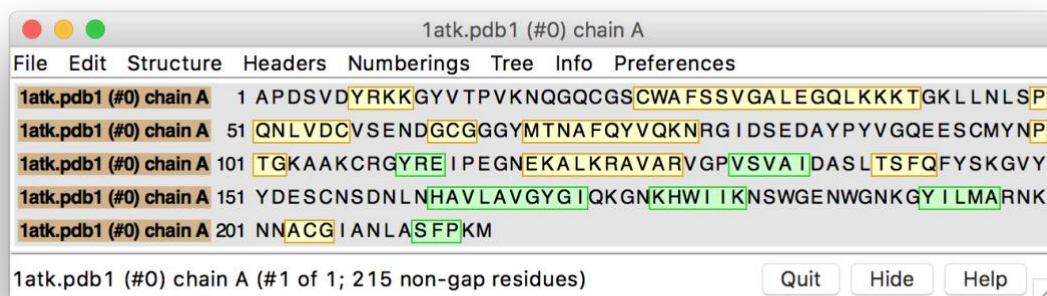 1atk.pdb1 (#0) chain A
File Edit Structure Headers Numberings Tree Info Preferences
1atk.pdb1 (#0) chain A 1 APDSVDYRKKGYVTPVKNQGQCGSCWAFSSVGALEGQLKKKTGKLLNLSP
1atk.pdb1 (#0) chain A 51 QNLVDCVSENDGCGGGYMTNAFQYVQKNRGIDSEDAYPYVGQEESCMYNP
1atk.pdb1 (#0) chain A 101 TGKAAKCRGYREIPEGNEKALKRAVARVGPVSVAIDASLTSFQFYSKGVY
1atk.pdb1 (#0) chain A 151 YDESCNSDNLNHAVLAVGYGIQKGNKHWIIKNSWGENWGNKGYILMARNK
1atk.pdb1 (#0) chain A 201 NNACGIANLASFPKM
1atk.pdb1 (#0) chain A (#1 of 1; 215 non-gap residues) Quit Hide Help